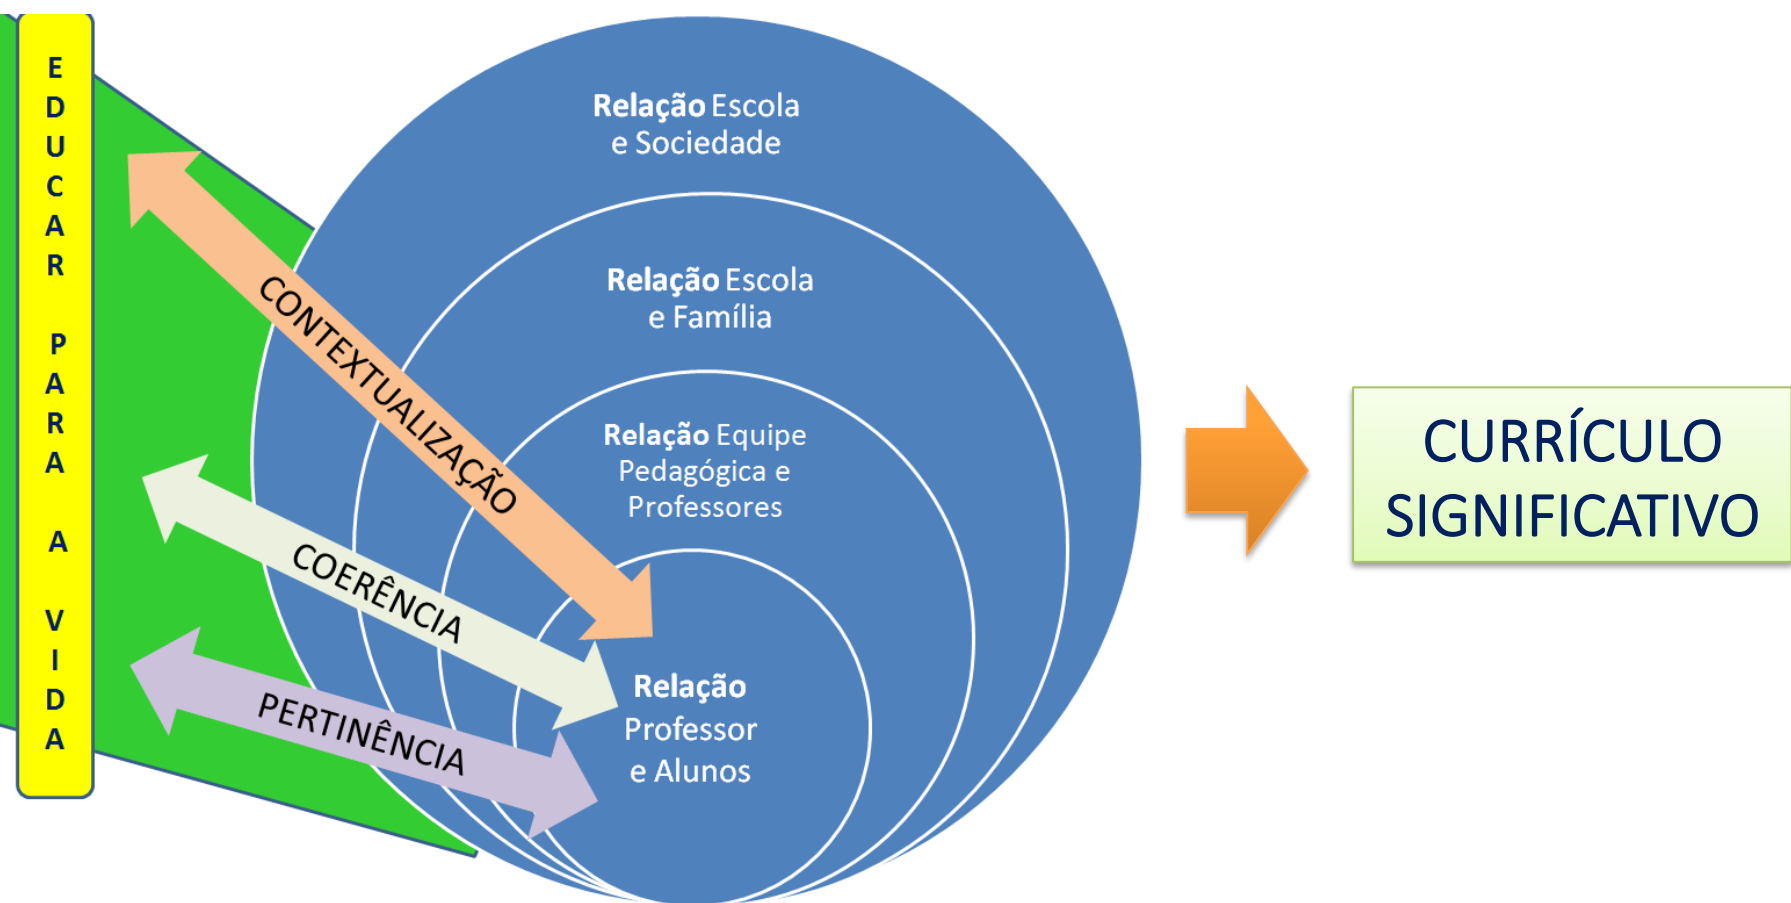 EDUCAR PARA A VIDA
Relação Escola
e Sociedade
Relação Escola
e Família
Relação Equipe
Pedagógica e
Professores
Relação
Professor
e Alunos
CONTEXTUALIZAÇÃO
COERÊNCIA
PERTINÊNCIA
CURRÍCULO
SIGNIFICATIVO